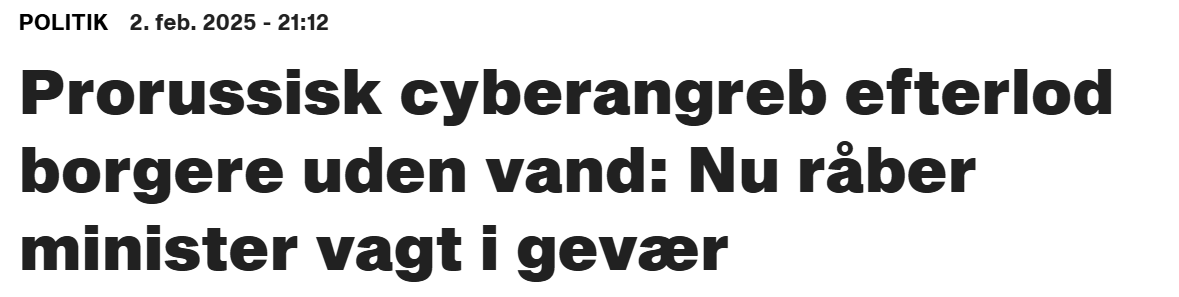 POLITIK 2. feb. 2025 - 21:12
Prorussisk cyberangreb efterlod
borgere uden vand: Nu råber
minister vagt i gevær